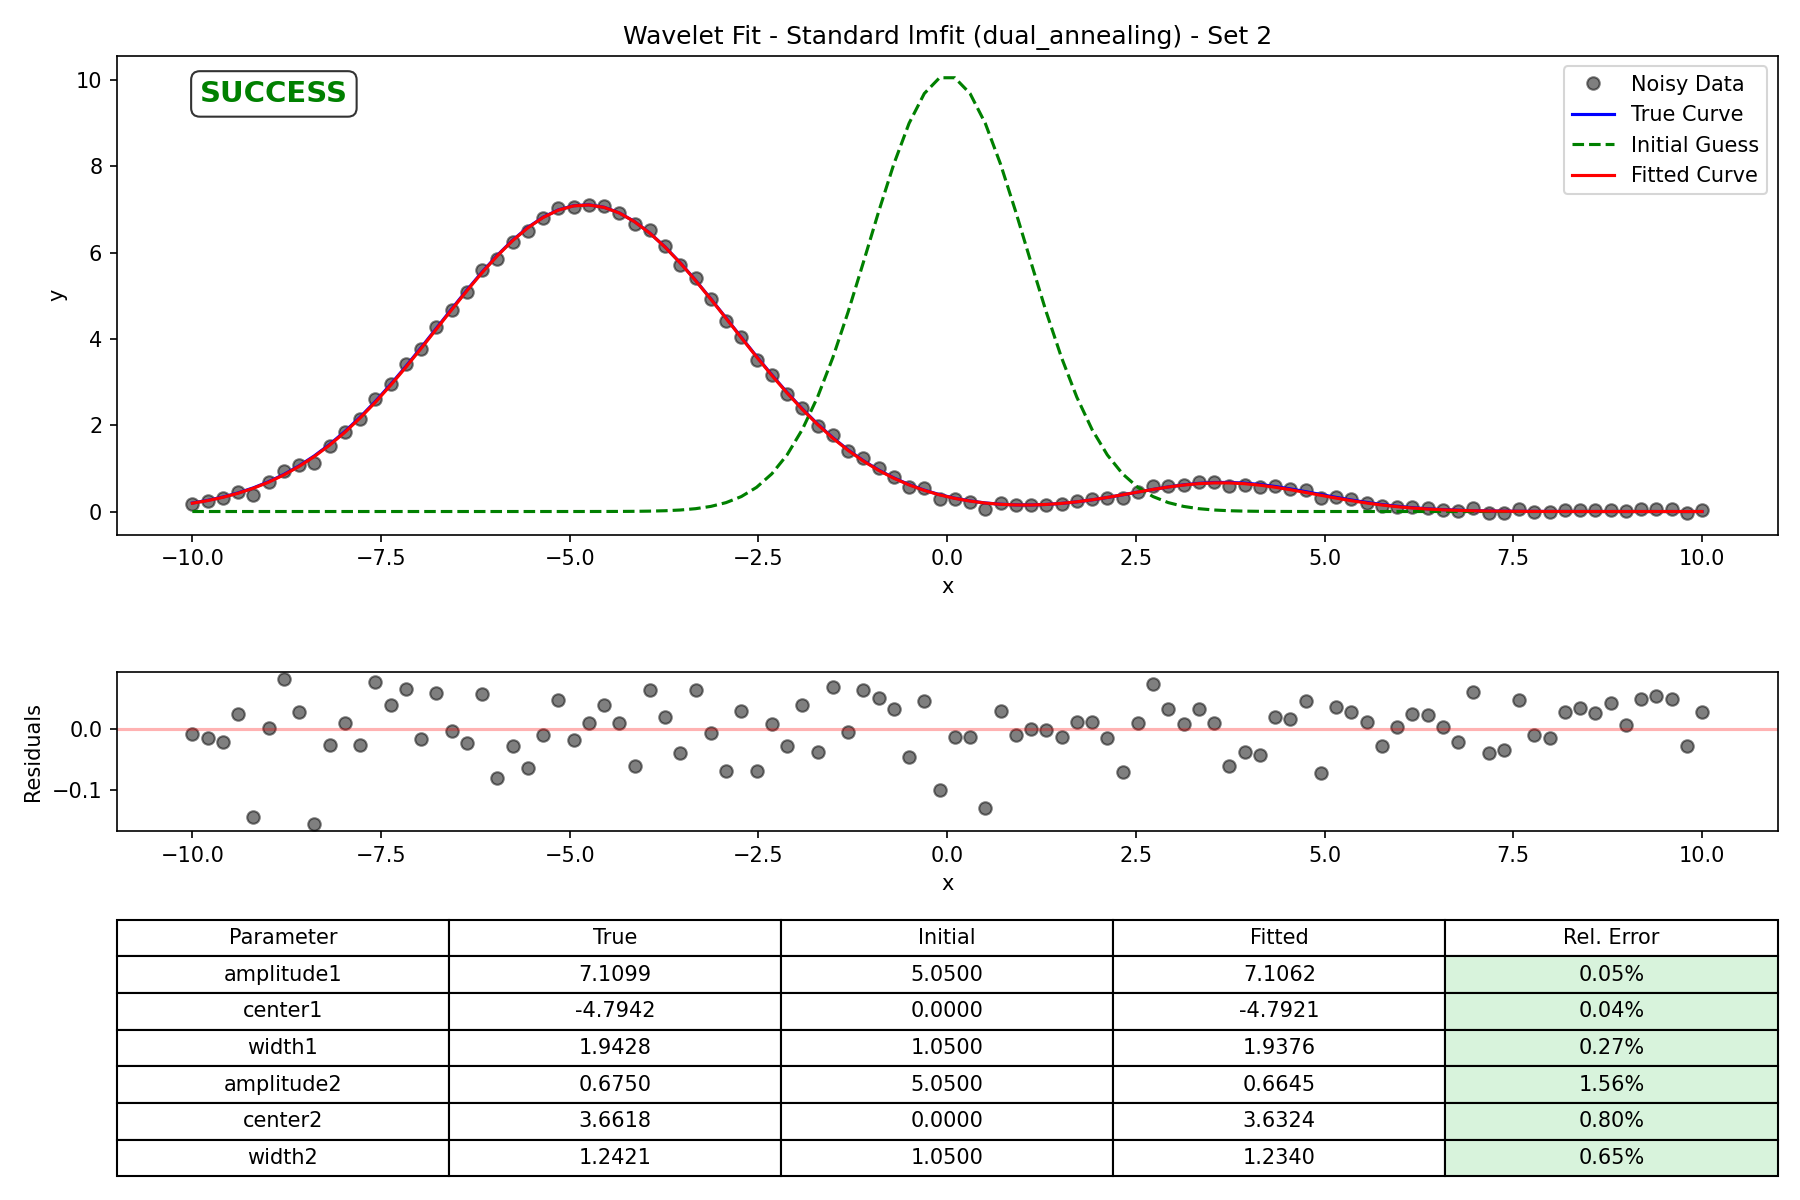 Wavelet Fit - Standard lmfit (dual_annealing) - Set 2
SUCCESS
Noisy Data
True Curve
Initial Guess
Fitted Curve
y
10
8
6
4
2
0
−10.0 −7.5 −5.0 −2.5 0.0 2.5 5.0 7.5 10.0
x
Residuals
0.0
−0.1
−10.0 −7.5 −5.0 −2.5 0.0 2.5 5.0 7.5 10.0
x
Parameter True Initial Fitted Rel. Error
amplitude1 7.1099 5.0500 7.1062 0.05%
center1 -4.7942 0.0000 -4.7921 0.04%
width1 1.9428 1.0500 1.9376 0.27%
amplitude2 0.6750 5.0500 0.6645 1.56%
center2 3.6618 0.0000 3.6324 0.80%
width2 1.2421 1.0500 1.2340 0.65%